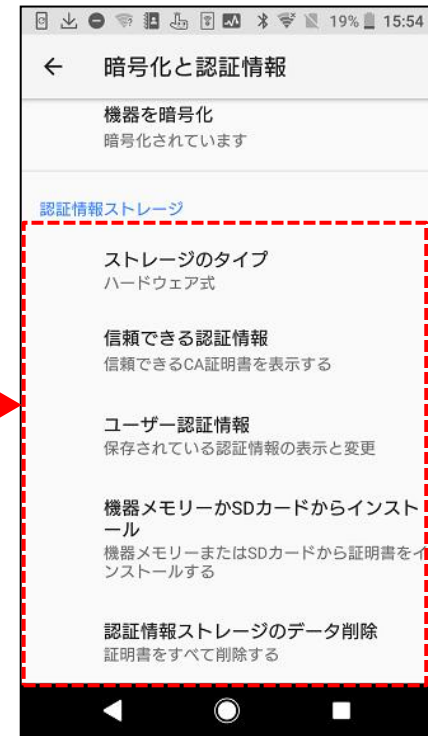 19% 15:54
暗号化と認証情報
機器を暗号化
暗号化されています
認証情報ストレージ
ストレージのタイプ
ハードウェア式
信頼できる認証情報
信頼できるCA証明書を表示する
ユーザー認証情報
保存されている認証情報の表示と変更
機器メモリーかSDカードからインスト
ール
機器メモリーまたはSDカードから証明書をイ
ンストールする
認証情報ストレージのデータ削除
証明書をすべて削除する